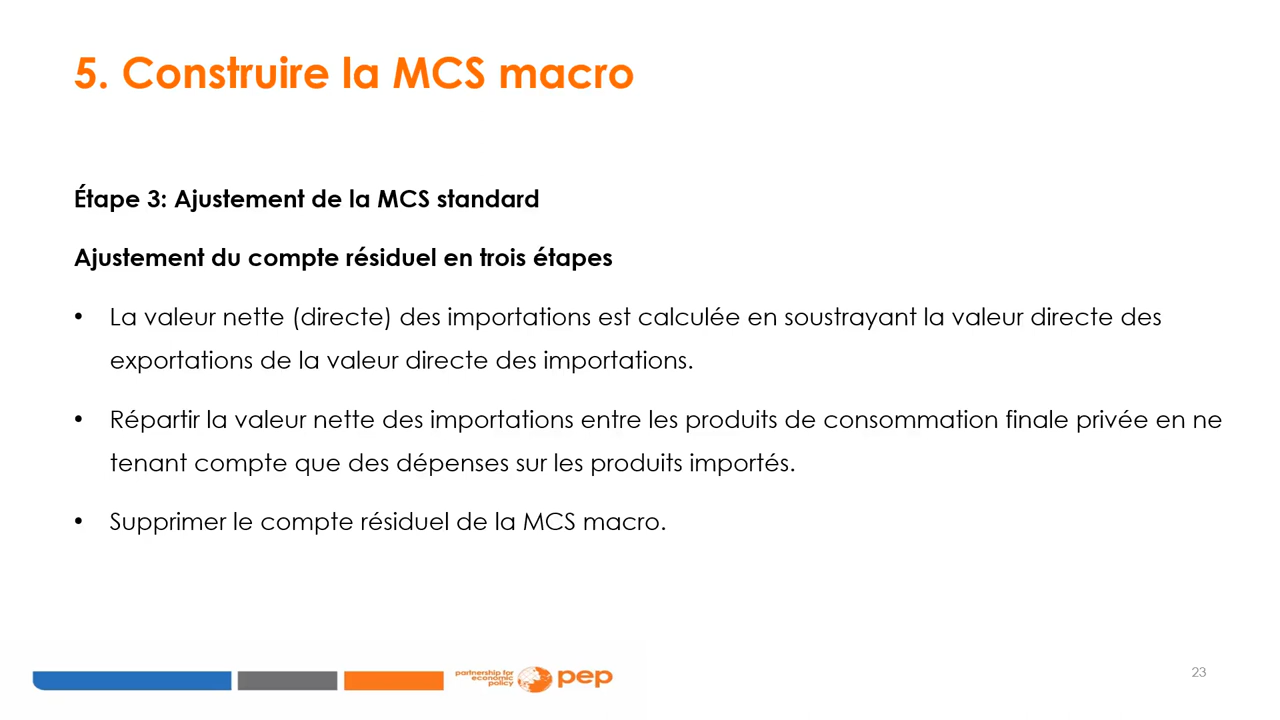 5. Construire la MCS macro
Étape 3: Ajustement de la MCS standard
Ajustement du compte résiduel en trois étapes
• La valeur nette (directe) des importations est calculée en soustrayant la valeur directe des
exportations de la valeur directe des importations.
• Répartir la valeur nette des importations entre les produits de consommation finale privée en ne
tenant compte que des dépenses sur les produits importés.
• Supprimer le compte résiduel de la MCS macro.
partnership for
economic
policy
pep
23